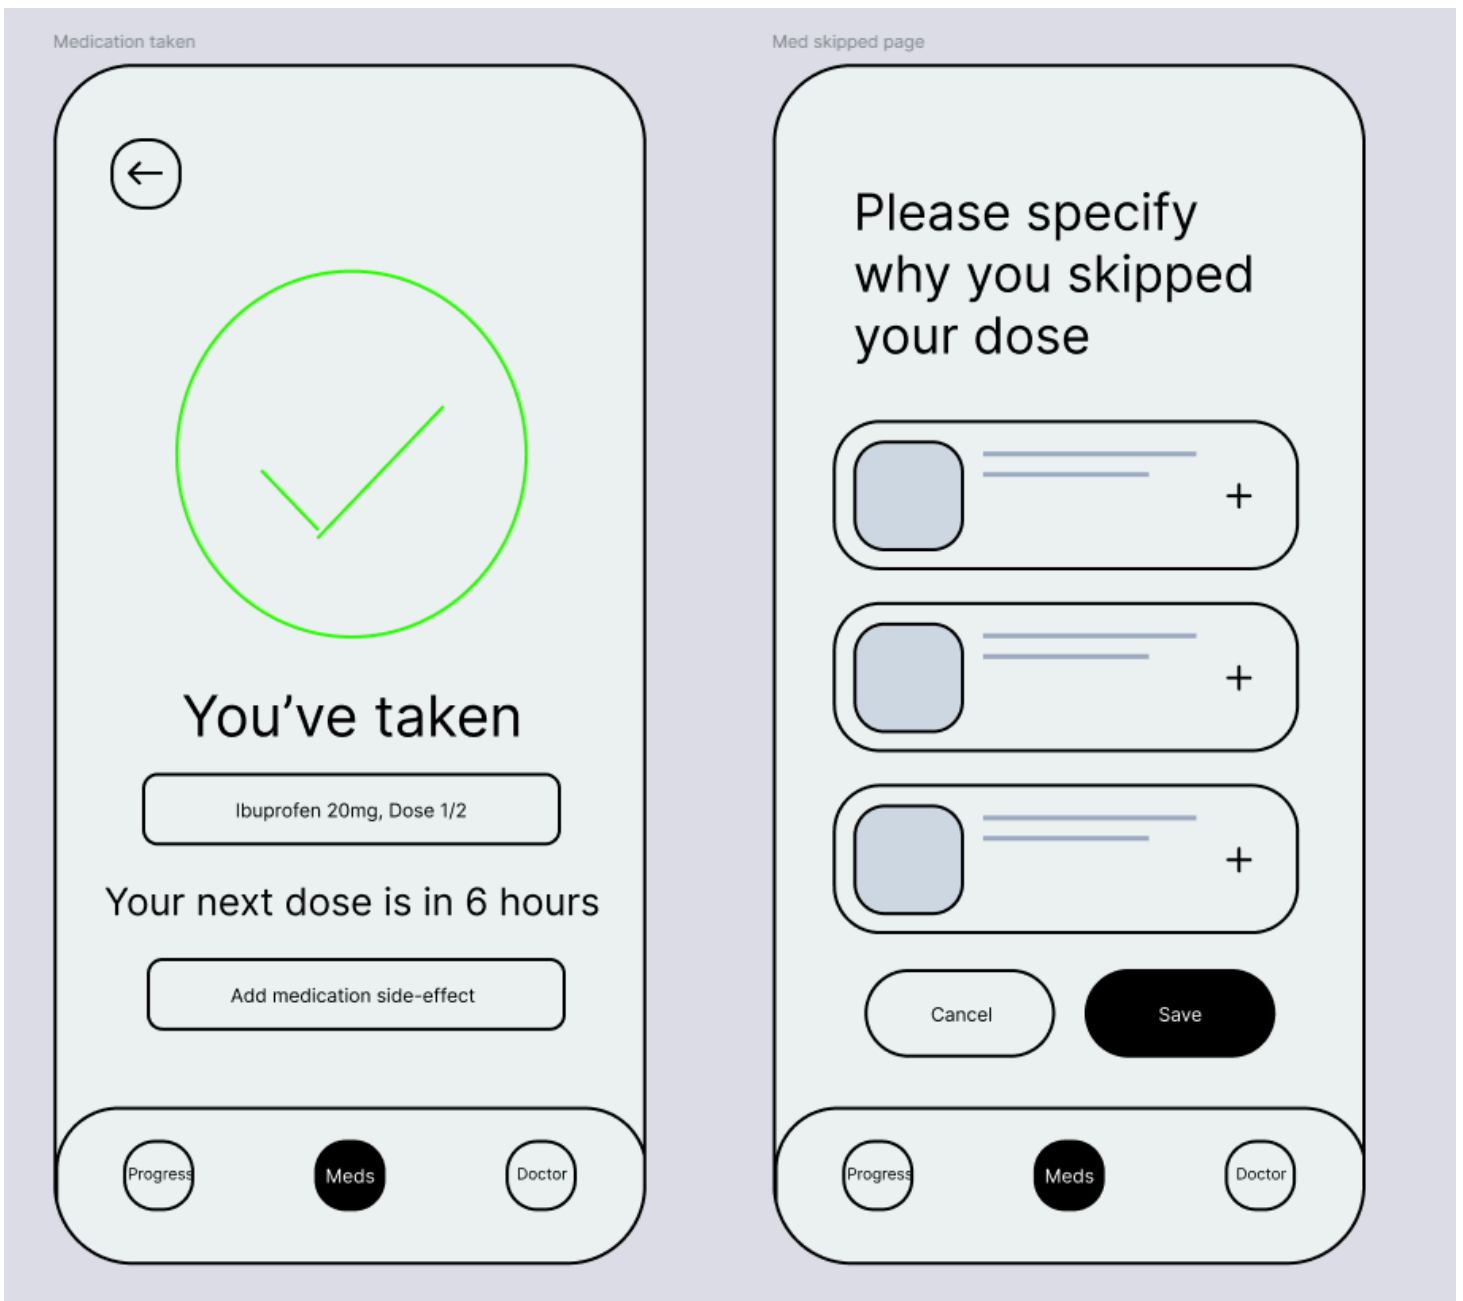 Medication taken
You’ve taken
Ibuprofen 20mg, Dose 1/2
Your next dose is in 6 hours
Add medication side-effect
Progress
Meds
Doctor
Med skipped page
Please specify
why you skipped
your dose
Cancel
Save
Progress
Meds
Doctor